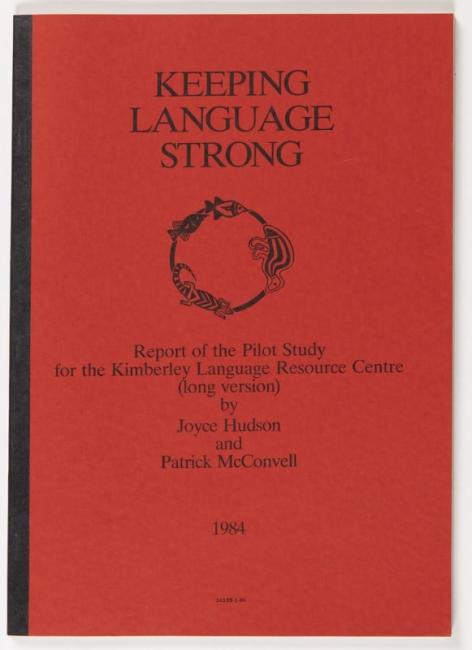 KEEPING
LANGUAGE
STRONG
Report of the Pilot Study
for the Kimberley Language Resource Centre
(long version)
by
Joyce Hudson
and
Patrick McConvell
1984